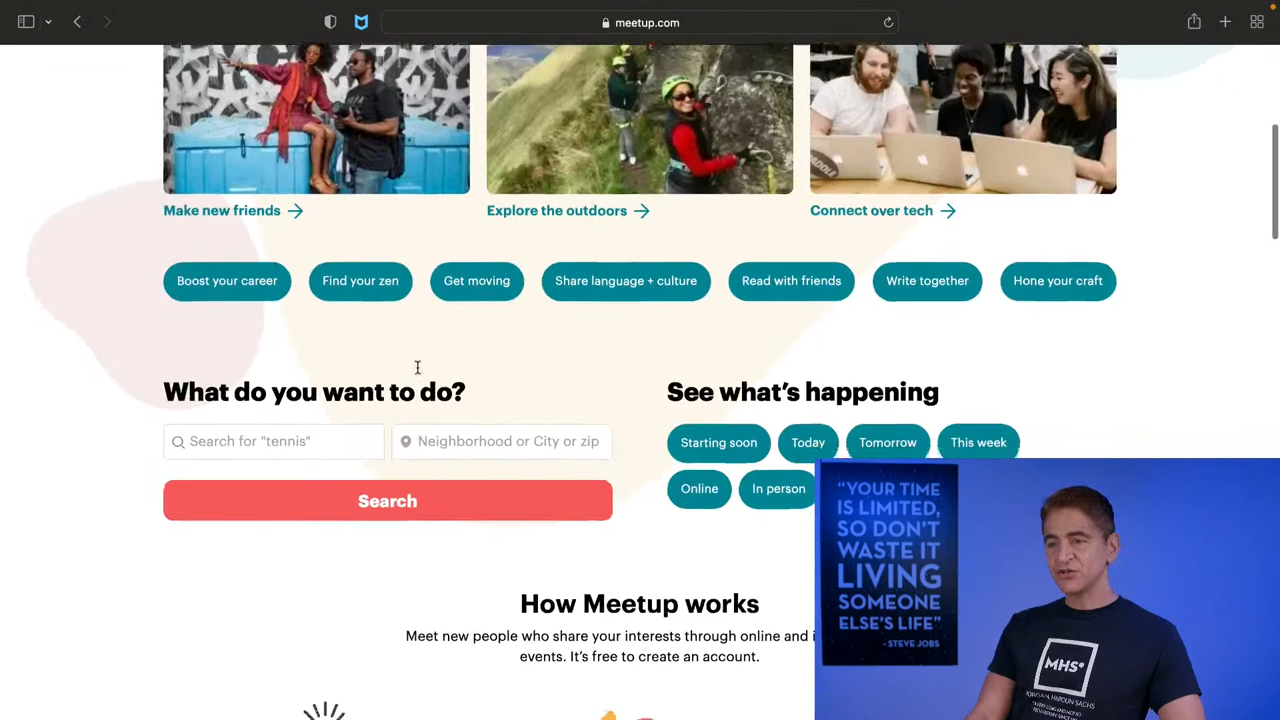 meetup.com
Make new friends →
Explore the outdoors →
Connect over tech →
Boost your career
Find your zen
Get moving
Share language + culture
Read with friends
Write together
Hone your craft
What do you want to do?
Search for "tennis"
Neighborhood or City or zip
Search
See what's happening
Starting soon
Today
Tomorrow
This week
Online
In person
How Meetup works
Meet new people who share your interests through online and i
events. It's free to create an account.
"YOUR TIME
IS LIMITED,
SO DON'T
WASTE IT
LIVING
SOMEONE
ELSE'S LIFE"
- STEVE JOBS
MHS